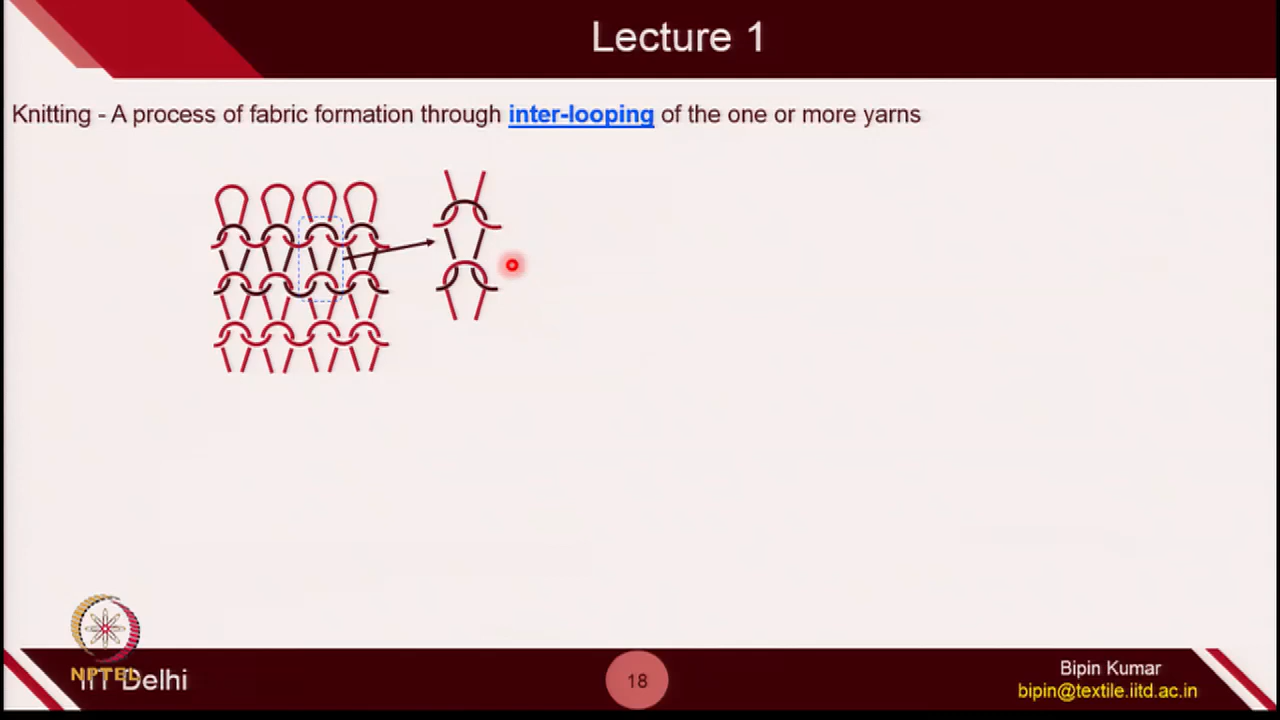 Lecture 1
Knitting - A process of fabric formation through inter-looping of the one or more yarns
NPTEL
IIT Delhi
18
Bipin Kumar
bipin@textile.iitd.ac.in